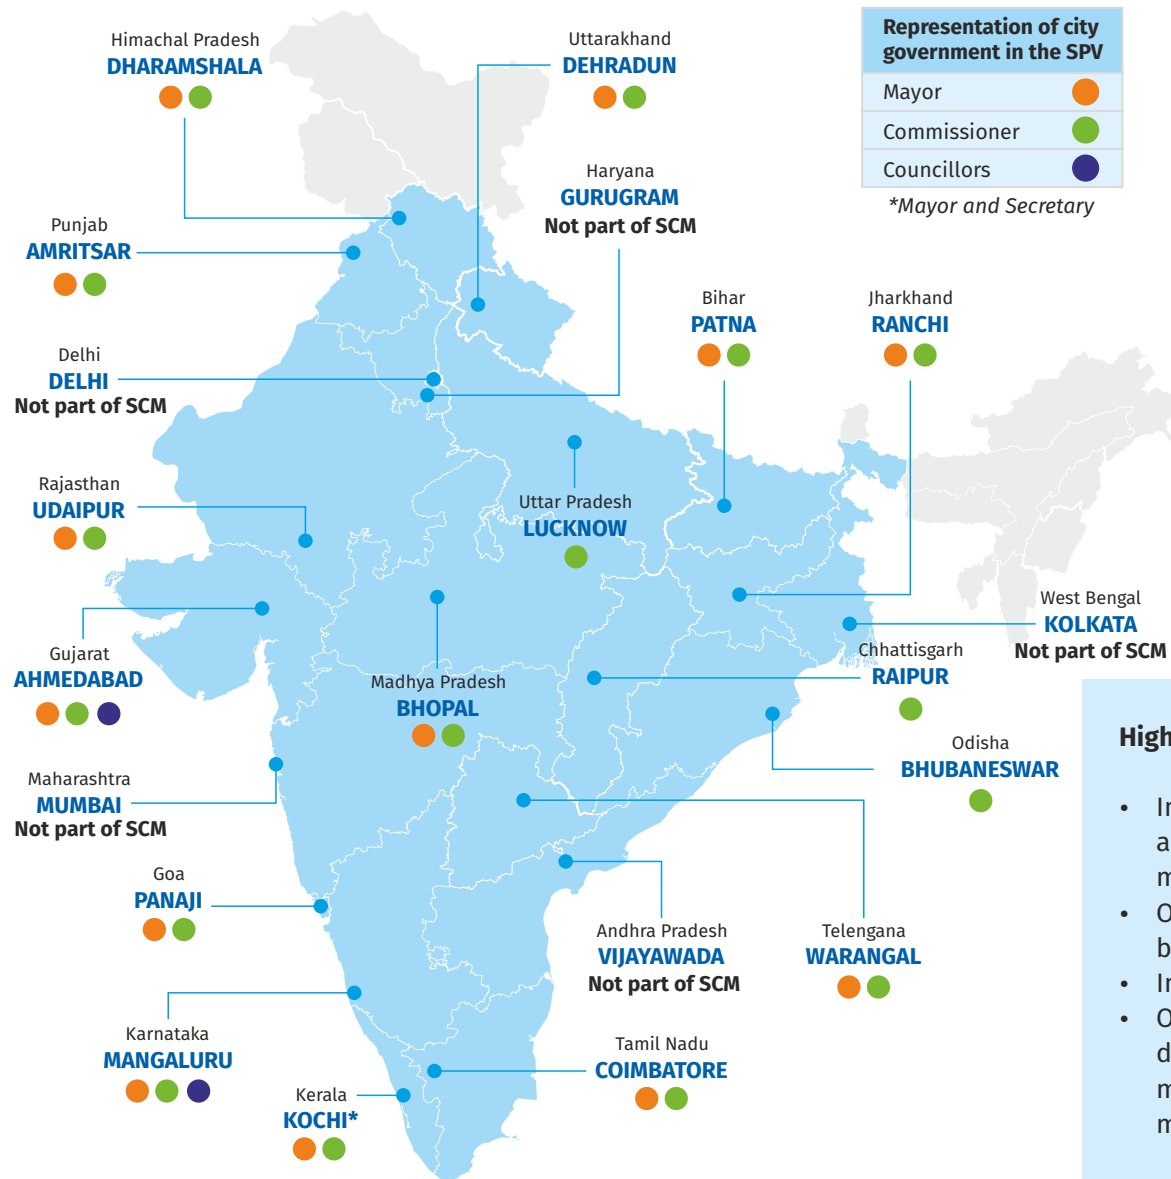 Himachal Pradesh
DHARAMSHALA
Uttarakhand
DEHRADUN
Representation of city
government in the SPV
Mayor
Commissioner
Councillors
*Mayor and Secretary
Haryana
GURUGRAM
Not part of SCM
Punjab
AMRITSAR
Bihar
PATNA
Jharkhand
RANCHI
Delhi
DELHI
Not part of SCM
Rajasthan
UDAIPUR
Uttar Pradesh
LUCKNOW
West Bengal
KOLKATA
Not part of SCM
Gujarat
AHMEDABAD
Madhya Pradesh
BHOPAL
Chhattisgarh
RAIPUR
Odisha
BHUBANESWAR
Maharashtra
MUMBAI
Not part of SCM
Goa
PANAJI
Andhra Pradesh
VIJAYAWADA
Not part of SCM
Telengana
WARANGAL
Karnataka
MANGALURU
Tamil Nadu
COIMBATORE
Kerala
KOCHI*
High
•
•
•
•